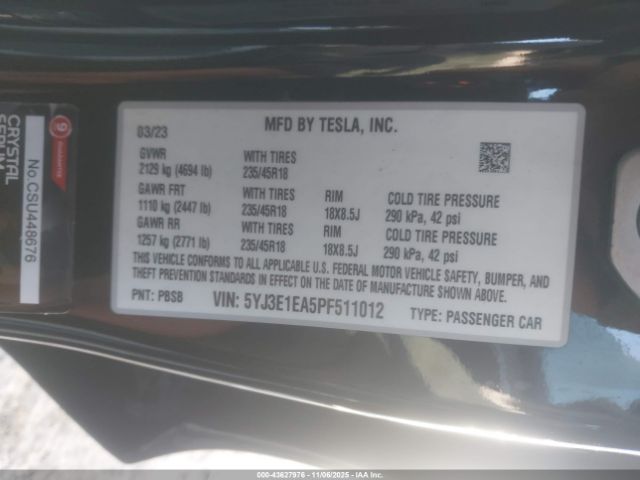 03/23
MFD BY TESLA, INC.
GVWR
2129 kg (4694 lb)
WITH TIRES
235/45R18
GAWR FRT
1110 kg (2447 lb)
WITH TIRES
235/45R18
RIM
18X8.5J
COLD TIRE PRESSURE
290 kPa, 42 psi
GAWR RR
1257 kg (2771 lb)
WITH TIRES
235/45R18
RIM
18X8.5J
COLD TIRE PRESSURE
290 kPa, 42 psi
THIS VEHICLE CONFORMS TO ALL APPLICABLE U.S. FEDERAL MOTOR VEHICLE SAFETY, BUMPER, AND
THEFT PREVENTION STANDARDS IN EFFECT ON THE DATE OF MANUFACTURE SHOWN ABOVE.
PNT: PBSB
VIN: 5YJ3E1EA5PF511012
TYPE: PASSENGER CAR
9
CRYSTAL
SERUM
No.CSU448676
000-43627976 | 11/06/2025 | IAAI.COM